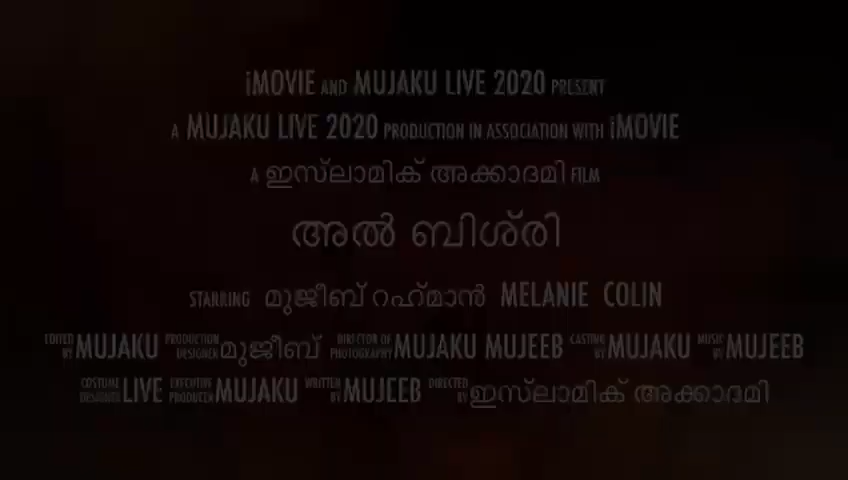 iMOVIE AND MUJAKU LIVE 2020 PRESENT
A MUJAKU LIVE 2020 PRODUCTION IN ASSOCIATION WITH iMOVIE
A ഇസ്ലാമിക് അക്കാദമി FILM
അൽ ബിശ്രി
STARRING മുജീബ് റഹ്മാൻ MELANIE COLIN
EDITED BY MUJAKU PRODUCTION DESIGNER മുജീബ് DIRECTOR OF PHOTOGRAPHY MUJAKU MUJEEB CASTING BY MUJAKU MUSIC BY MUJEEB
COSTUME DESIGNER LIVE EXECUTIVE PRODUCER MUJAKU WRITTEN BY MUJEEB DIRECTED BY ഇസ്ലാമിക് അക്കാദമി